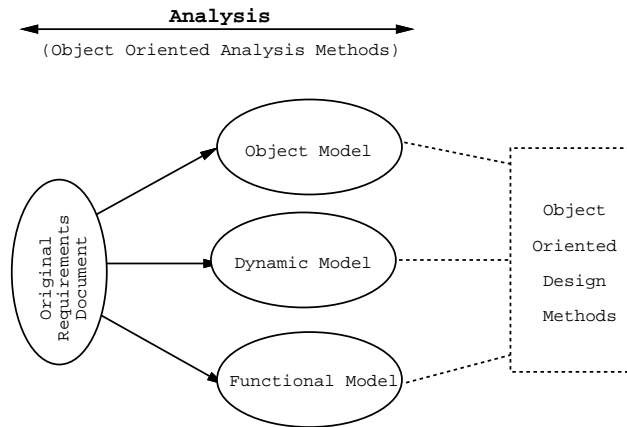 Analysis
(Object Oriented Analysis Methods)
Original
Requirements
Document
Object Model
Dynamic Model
Functional Model
Object
Oriented
Design
Methods